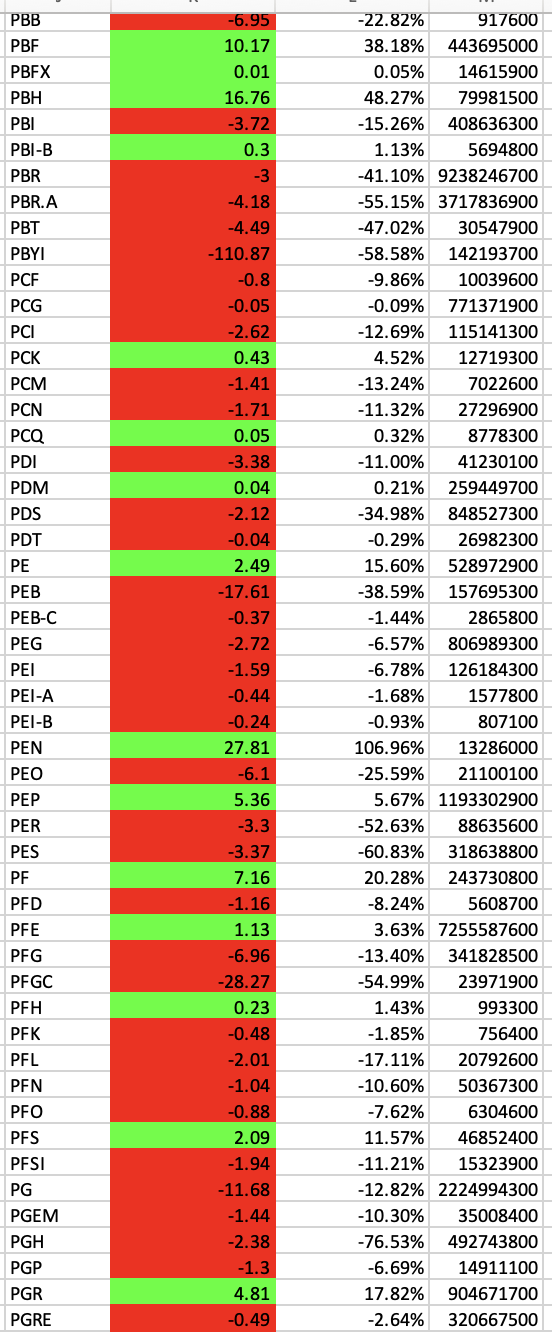 PBB -6.95 -22.82% 917600
PBF 10.17 38.18% 443695000
PBFX 0.01 0.05% 14615900
PBH 16.76 48.27% 79981500
PBI -3.72 -15.26% 408636300
PBI-B 0.3 1.13% 5694800
PBR -3 -41.10% 9238246700
PBR.A -4.18 -55.15% 3717836900
PBT -4.49 -47.02% 30547900
PBYI -110.87 -58.58% 142193700
PCF -0.8 -9.86% 10039600
PCG -0.05 -0.09% 771371900
PCI -2.62 -12.69% 115141300
PCK 0.43 4.52% 12719300
PCM -1.41 -13.24% 7022600
PCN -1.71 -11.32% 27296900
PCQ 0.05 0.32% 8778300
PDI -3.38 -11.00% 41230100
PDM 0.04 0.21% 259449700
PDS -2.12 -34.98% 848527300
PDT -0.04 -0.29% 26982300
PE 2.49 15.60% 528972900
PEB -17.61 -38.59% 157695300
PEB-C -0.37 -1.44% 2865800
PEG -2.72 -6.57% 806989300
PEI -1.59 -6.78% 126184300
PEI-A -0.44 -1.68% 1577800
PEI-B -0.24 -0.93% 807100
PEN 27.81 106.96% 13286000
PEO -6.1 -25.59% 21100100
PEP 5.36 5.67% 1193302900
PER -3.3 -52.63% 88635600
PES -3.37 -60.83% 318638800
PF 7.16 20.28% 243730800
PFD -1.16 -8.24% 5608700
PFE 1.13 3.63% 7255587600
PFG -6.96 -13.40% 341828500
PFGC -28.27 -54.99% 23971900
PFH 0.23 1.43% 993300
PFK -0.48 -1.85% 756400
PFL -2.01 -17.11% 20792600
PFN -1.04 -10.60% 50367300
PFO -0.88 -7.62% 6304600
PFS 2.09 11.57% 46852400
PFSI -1.94 -11.21% 15323900
PG -11.68 -12.82% 2224994300
PGEM -1.44 -10.30% 35008400
PGH -2.38 -76.53% 492743800
PGP -1.3 -6.69% 14911100
PGR 4.81 17.82% 904671700
PGRE -0.49 -2.64% 320667500